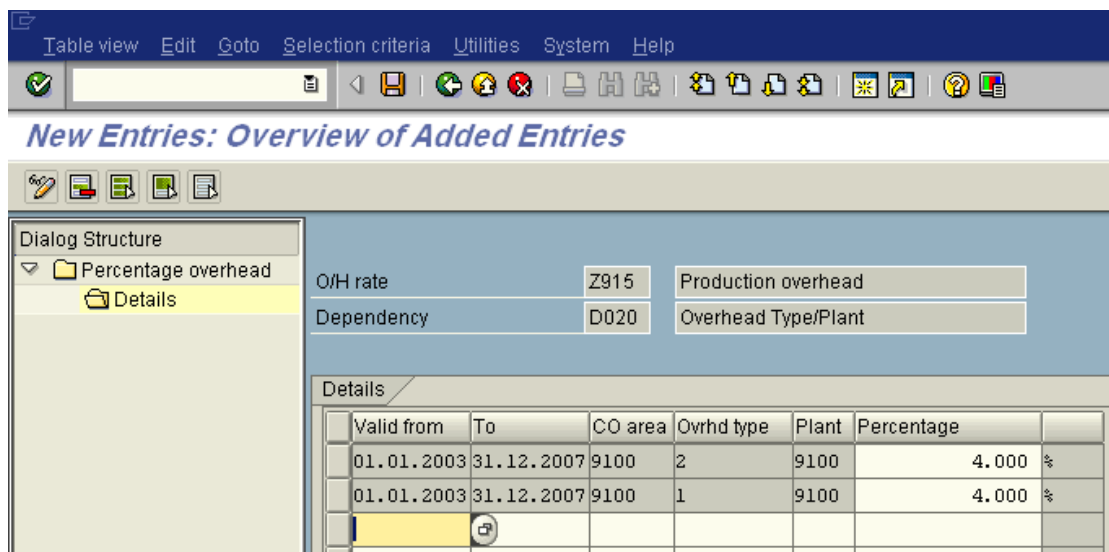 Table view Edit Goto Selection criteria Utilities System Help
New Entries: Overview of Added Entries
Dialog Structure
Percentage overhead
Details
O/H rate Z915 Production overhead
Dependency D020 Overhead Type/Plant
Details
Valid from To CO area Ovrhd type Plant Percentage
01.01.2003 31.12.2007 9100 2 9100 4.000 %
01.01.2003 31.12.2007 9100 1 9100 4.000 %